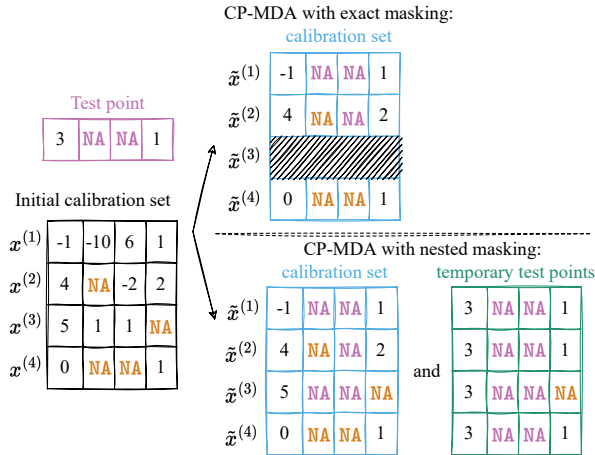 CP-MDA with exact masking:
calibration set
x̃⁽¹⁾ -1 NA NA 1
x̃⁽²⁾ 4 NA NA 2
x̃⁽³⁾
x̃⁽⁴⁾ 0 NA NA 1
Test point
3 NA NA 1
Initial calibration set
x⁽¹⁾ -1 -10 6 1
x⁽²⁾ 4 NA -2 2
x⁽³⁾ 5 1 1 NA
x⁽⁴⁾ 0 NA NA 1
CP-MDA with nested masking:
calibration set
x̃⁽¹⁾ -1 NA NA 1
x̃⁽²⁾ 4 NA NA 2
x̃⁽³⁾ 5 NA NA NA
x̃⁽⁴⁾ 0 NA NA 1
and
temporary test points
3 NA NA 1
3 NA NA 1
3 NA NA NA
3 NA NA 1